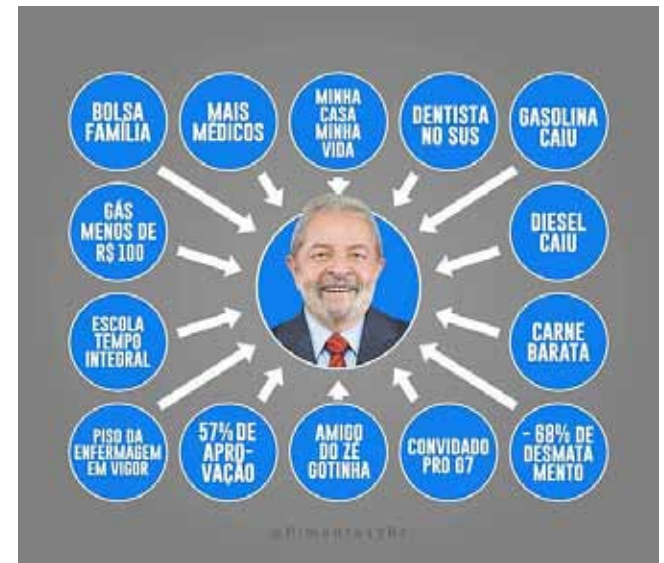 BOLSA
FAMÍLIA
MAIS
MÉDICOS
MINHA
CASA
MINHA
VIDA
DENTISTA
NO SUS
GASOLINA
CAIU
GÁS
MENOS DE
R$ 100
DIESEL
CAIU
ESCOLA
TEMPO
INTEGRAL
CARNE
BARATA
PISO DA
ENFERMAGEM
EM VIGOR
57% DE
APRO-
VAÇÃO
AMIGO
DO ZÉ
GOTINHA
CONVIDADO
PRO G7
- 68% DE
DESMATA
MENTO